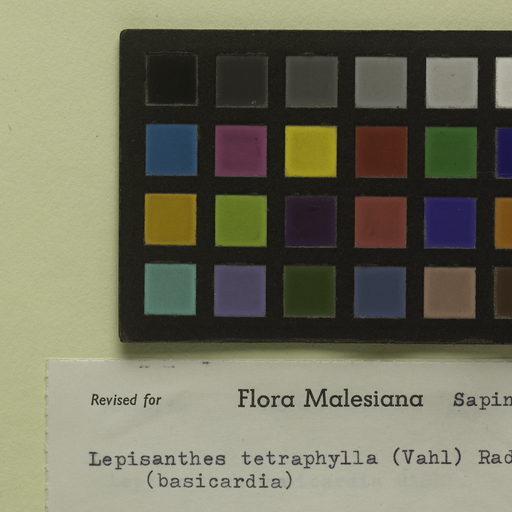 Revised for Flora Malesiana Sapin
Lepisanthes tetraphylla (Vahl) Rad
(basicardia)